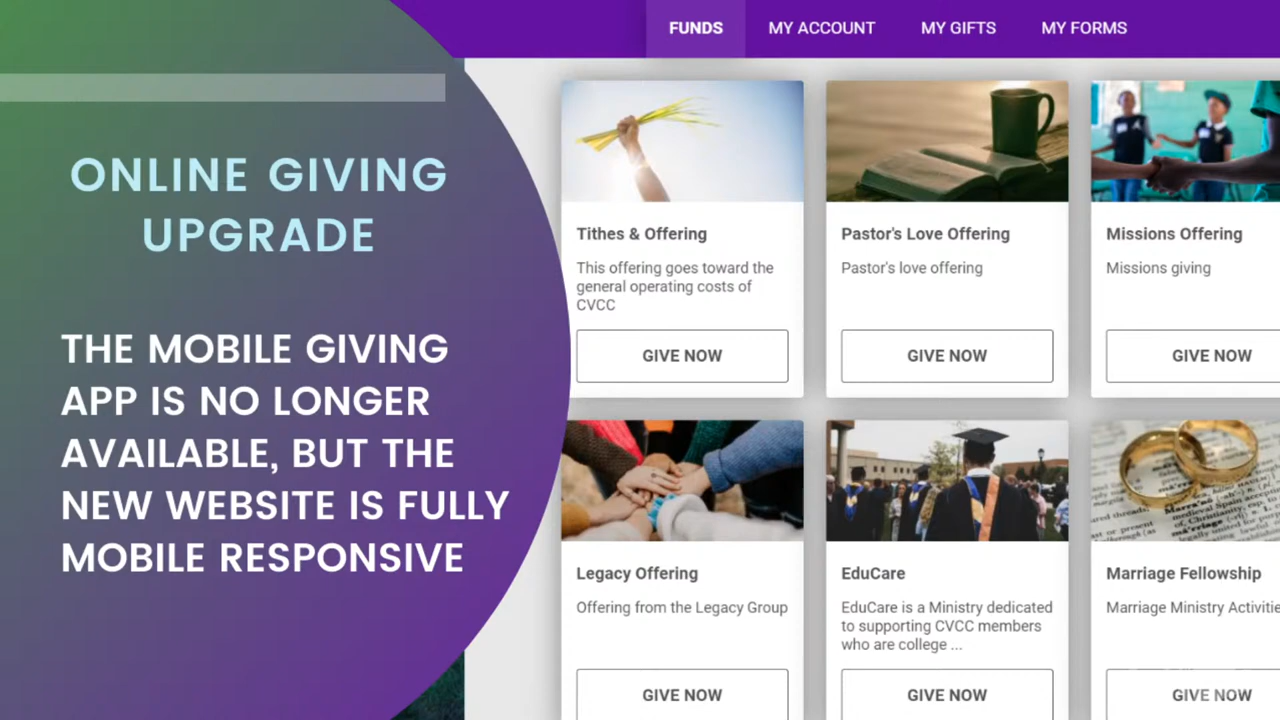 FUNDS
MY ACCOUNT
MY GIFTS
MY FORMS
ONLINE GIVING
UPGRADE
THE MOBILE GIVING
APP IS NO LONGER
AVAILABLE, BUT THE
NEW WEBSITE IS FULLY
MOBILE RESPONSIVE
Tithes & Offering
This offering goes toward the
general operating costs of
CVCC
GIVE NOW
Pastor's Love Offering
Pastor's love offering
GIVE NOW
Missions Offering
Missions giving
GIVE NOW
Legacy Offering
Offering from the Legacy Group
GIVE NOW
EduCare
EduCare is a Ministry dedicated
to supporting CVCC members
who are college ...
GIVE NOW
Marriage Fellowship
Marriage Ministry Activitie
GIVE NOW